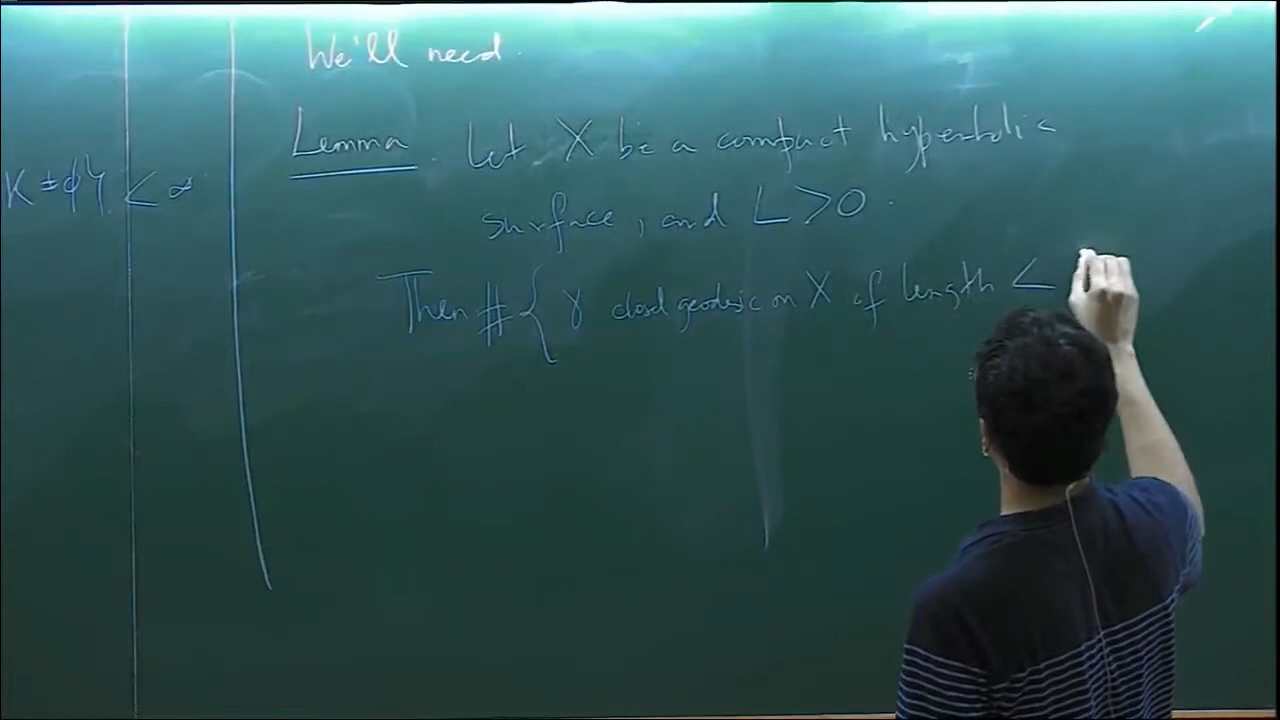 We'll need.
Lemma. Let X be a compact hyperbolic
surface, and L > 0.
Then # { γ closed geodesic on X of length <
K ≠ φ } < ∞